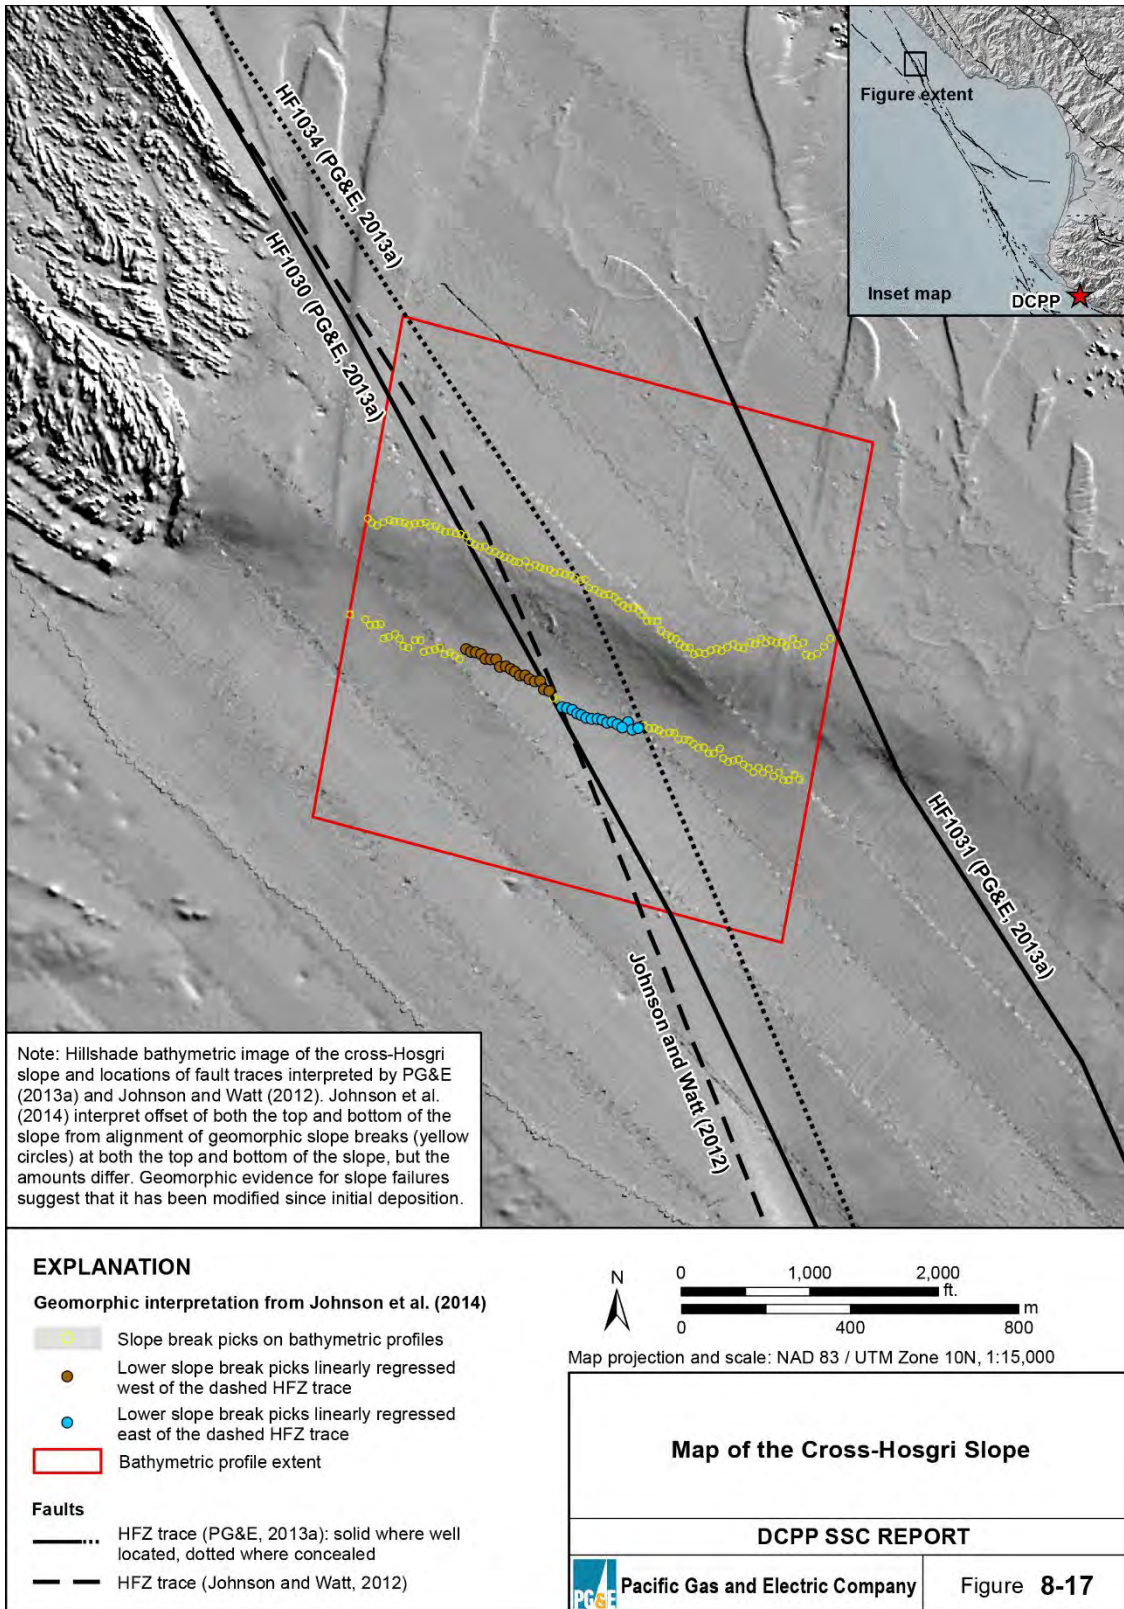 HF1034 (PG&E, 2013a)
HF1030 (PG&E, 2013a)
Figure extent
Inset map
DCPP
HF1031 (PG&E, 2013a)
Johnson and Watt (2012)
Note: Hillshade bathymetric image of the cross-Hosgri
slope and locations of fault traces interpreted by PG&E
(2013a) and Johnson and Watt (2012). Johnson et al.
(2014) interpret offset of both the top and bottom of the
slope from alignment of geomorphic slope breaks (yellow
circles) at both the top and bottom of the slope, but the
amounts differ. Geomorphic evidence for slope failures
suggest that it has been modified since initial deposition.
EXPLANATION
Geomorphic interpretation from Johnson et al. (2014)
Slope break picks on bathymetric profiles
Lower slope break picks linearly regressed
west of the dashed HFZ trace
Lower slope break picks linearly regressed
east of the dashed HFZ trace
Bathymetric profile extent
Faults
HFZ trace (PG&E, 2013a): solid where well
located, dotted where concealed
HFZ trace (Johnson and Watt, 2012)
N
0 1,000 2,000
ft.
m
0 400 800
Map projection and scale: NAD 83 / UTM Zone 10N, 1:15,000
Map of the Cross-Hosgri Slope
DCPP SSC REPORT
PG&E Pacific Gas and Electric Company
Figure 8-17